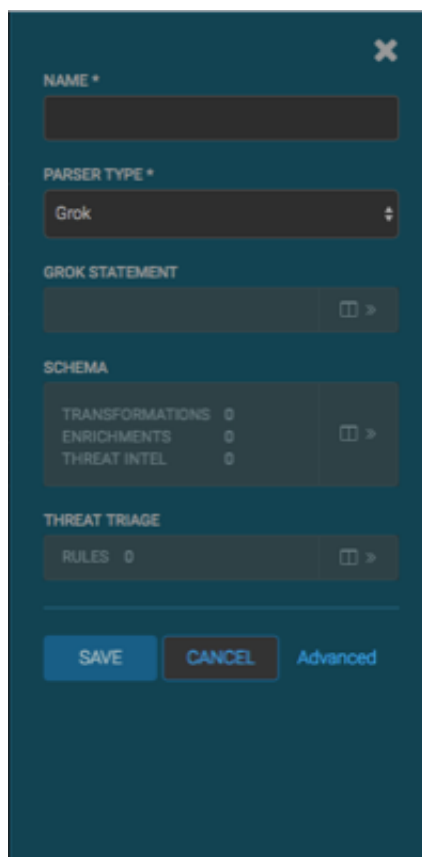 NAME *
PARSER TYPE *
Grok
GROK STATEMENT
SCHEMA
TRANSFORMATIONS 0
ENRICHMENTS 0
THREAT INTEL 0
THREAT TRIAGE
RULES 0
SAVE CANCEL Advanced